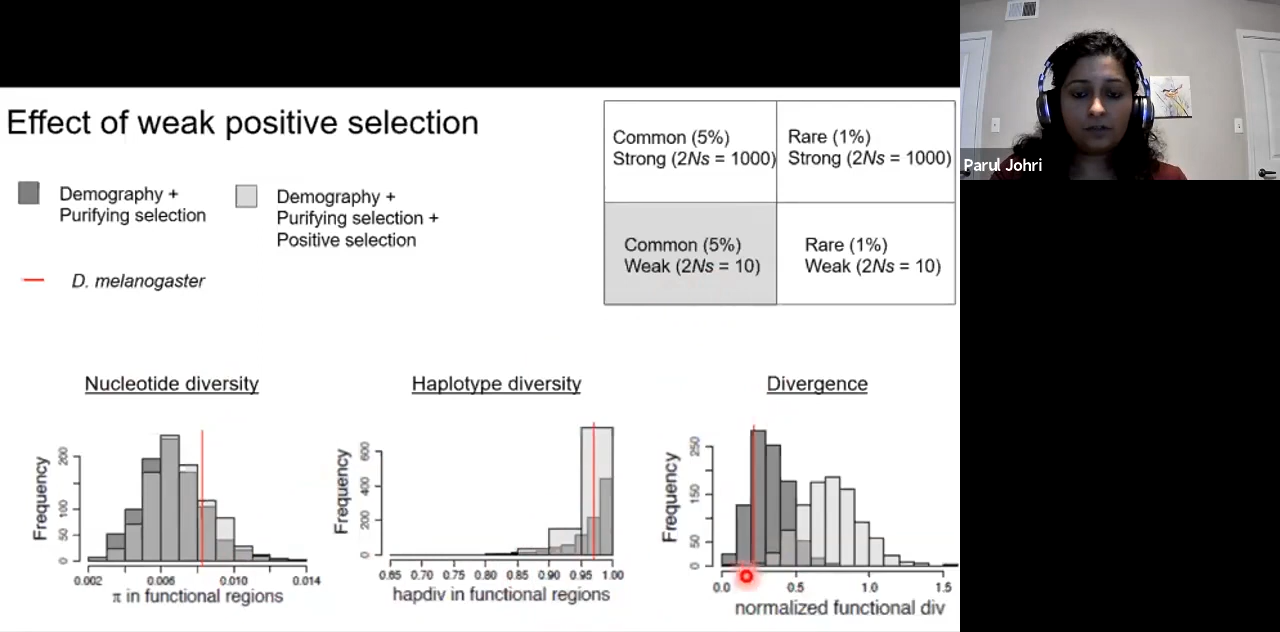 Effect of weak positive selection
Demography +
Purifying selection
Demography +
Purifying selection +
Positive selection
D. melanogaster
Common (5%)
Strong (2Ns = 1000)
Rare (1%)
Strong (2Ns = 1000)
Common (5%)
Weak (2Ns = 10)
Rare (1%)
Weak (2Ns = 10)
Parul Johri
Nucleotide diversity
Frequency
0 50 100 200
0.002 0.006 0.010 0.014
π in functional regions
Haplotype diversity
Frequency
0 200 400 600
0.65 0.70 0.75 0.80 0.85 0.90 0.95 1.00
hapdiv in functional regions
Divergence
Frequency
0 50 150 250
0.0 0.5 1.0 1.5
normalized functional div